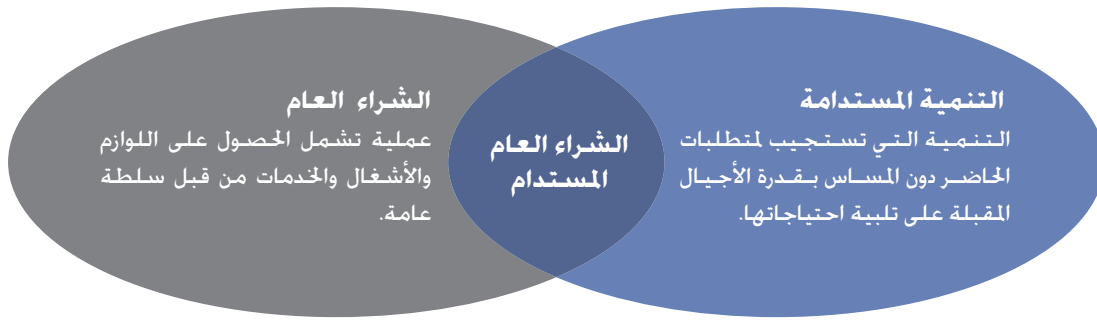 التنمية المستدامة
التنمية التي تستجيب لمتطلبات
الحاضر دون المساس بقدرة الأجيال
المقبلة على تلبية احتياجاتها.
الشراء العام
المستدام
الشراء العام
عملية تشمل الحصول على اللوازم
والأشغال والخدمات من قبل سلطة
عامة.